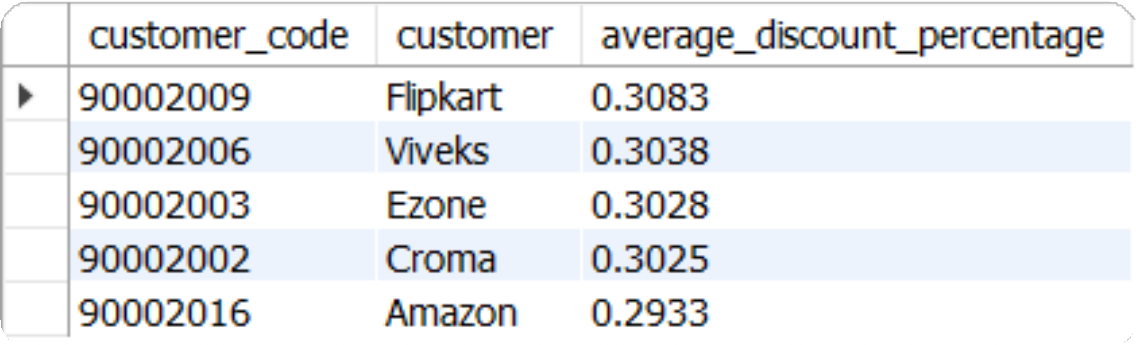 customer_code customer average_discount_percentage
90002009 Flipkart 0.3083
90002006 Viveks 0.3038
90002003 Ezone 0.3028
90002002 Croma 0.3025
90002016 Amazon 0.2933